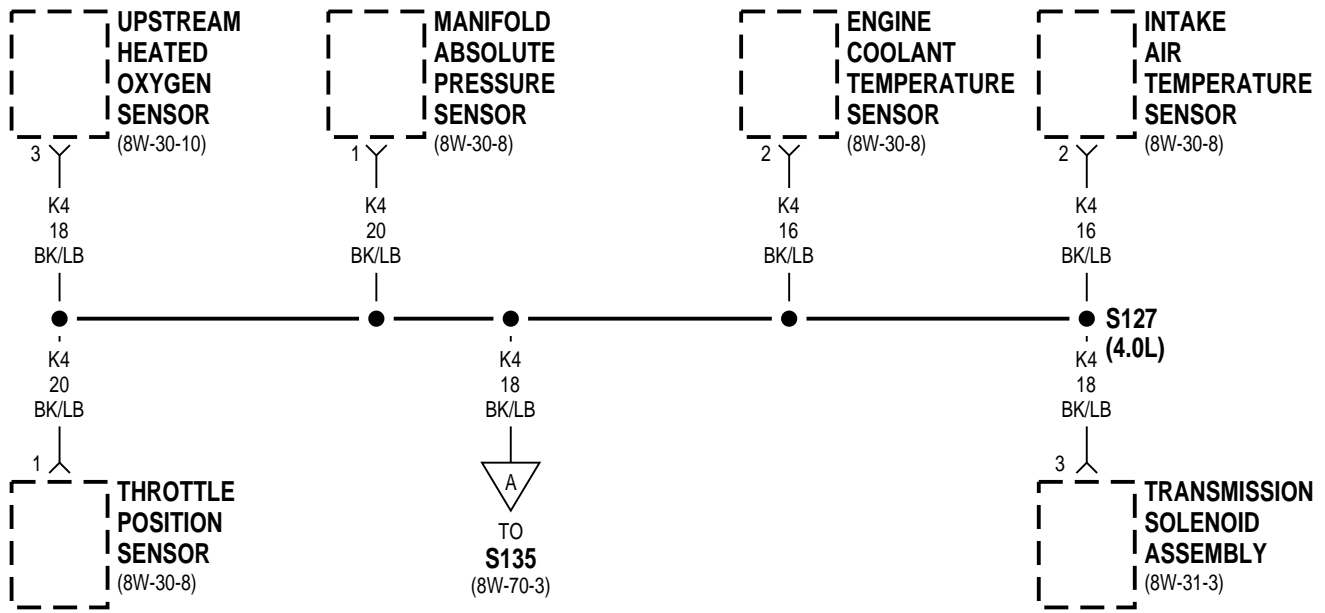 UPSTREAM
HEATED
OXYGEN
SENSOR
(8W-30-10)
3
K4
18
BK/LB
MANIFOLD
ABSOLUTE
PRESSURE
SENSOR
(8W-30-8)
1
K4
20
BK/LB
ENGINE
COOLANT
TEMPERATURE
SENSOR
(8W-30-8)
2
K4
16
BK/LB
INTAKE
AIR
TEMPERATURE
SENSOR
(8W-30-8)
2
K4
16
BK/LB
S127
(4.0L)
K4
20
BK/LB
1
THROTTLE
POSITION
SENSOR
(8W-30-8)
K4
18
BK/LB
A
TO
S135
(8W-70-3)
K4
18
BK/LB
3
TRANSMISSION
SOLENOID
ASSEMBLY
(8W-31-3)